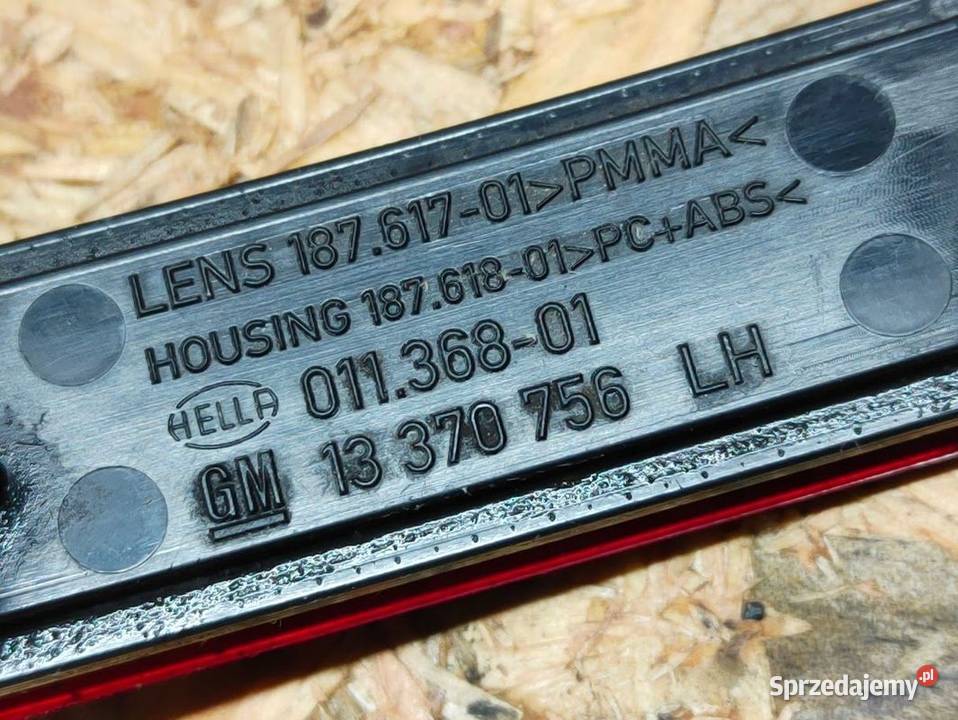 LENS 187.617-01>PMMA<
HOUSING 187.618-01>PC+ABS<
HELLA 011.368-01
GM 13 370 756 LH
Sprzedajemy.pl